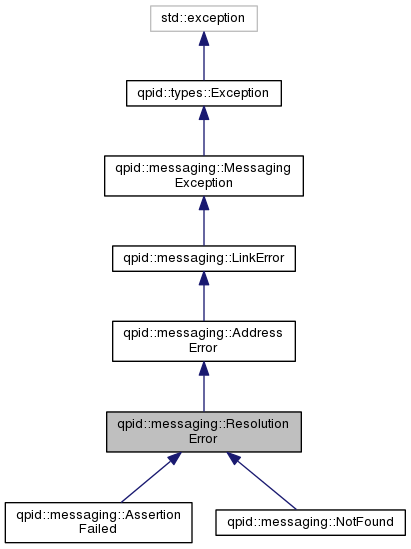 std::exception
qpid::types::Exception
qpid::messaging::Messaging
Exception
qpid::messaging::LinkError
qpid::messaging::Address
Error
qpid::messaging::Resolution
Error
qpid::messaging::Assertion
Failed
qpid::messaging::NotFound